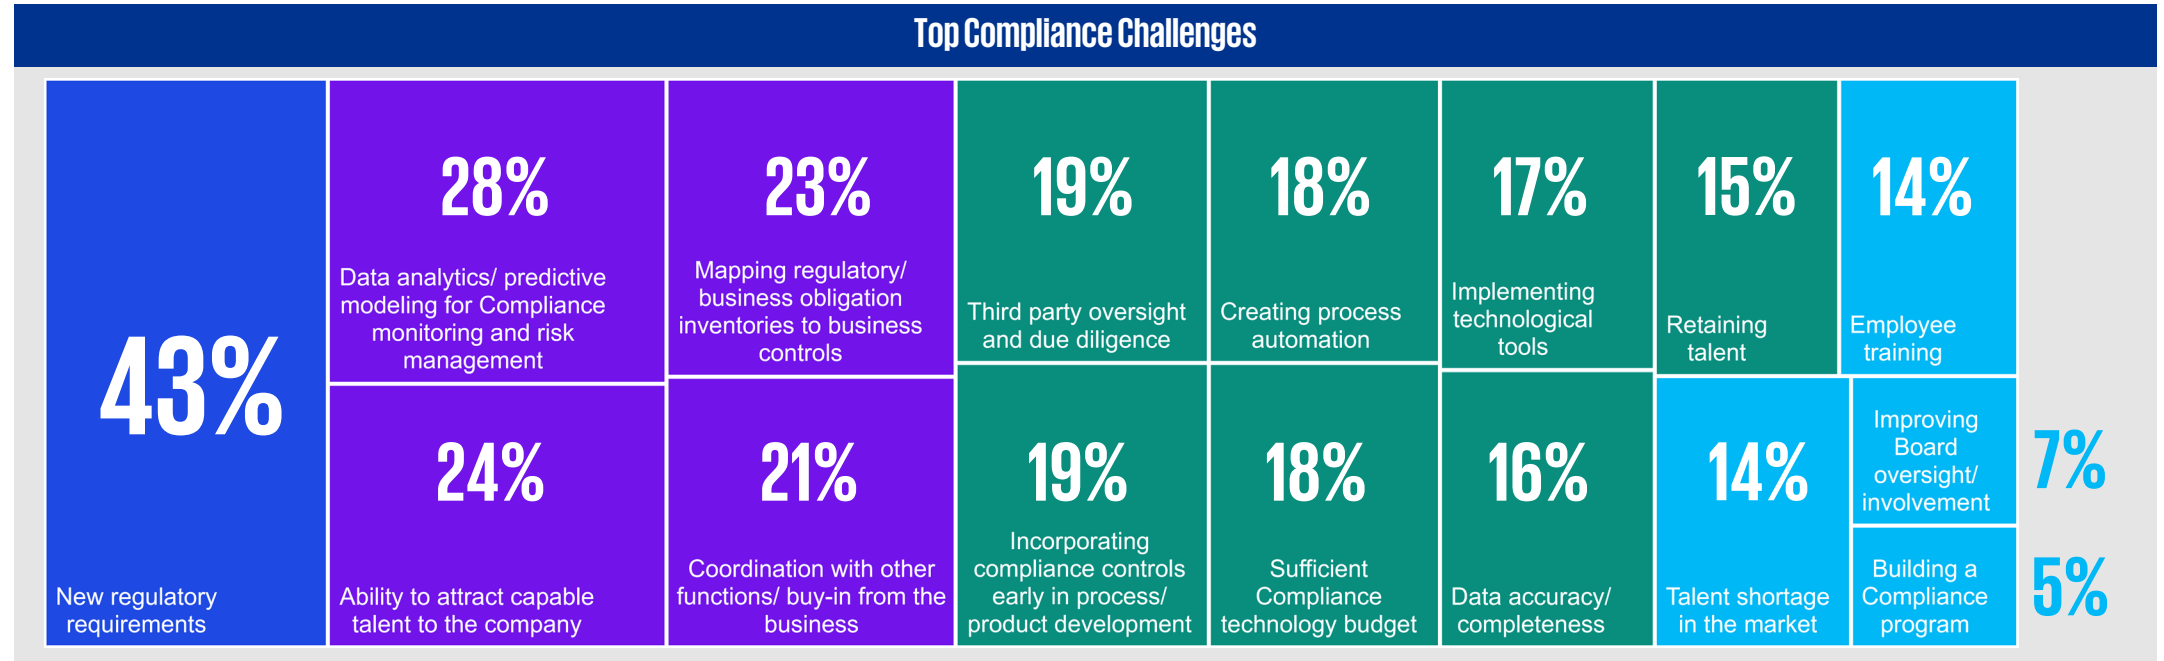 Top Compliance Challenges
43%
New regulatory
requirements
28%
Data analytics/ predictive
modeling for Compliance
monitoring and risk
management
24%
Ability to attract capable
talent to the company
23%
Mapping regulatory/
business obligation
inventories to business
controls
21%
Coordination with other
functions/ buy-in from the
business
19%
Third party oversight
and due diligence
19%
Incorporating
compliance controls
early in process/
product development
18%
Creating process
automation
18%
Sufficient
Compliance
technology budget
17%
Implementing
technological
tools
16%
Data accuracy/
completeness
15%
Retaining
talent
14%
Employee
training
14%
Talent shortage
in the market
Improving
Board
oversight/
involvement
7%
Building a
Compliance
program
5%